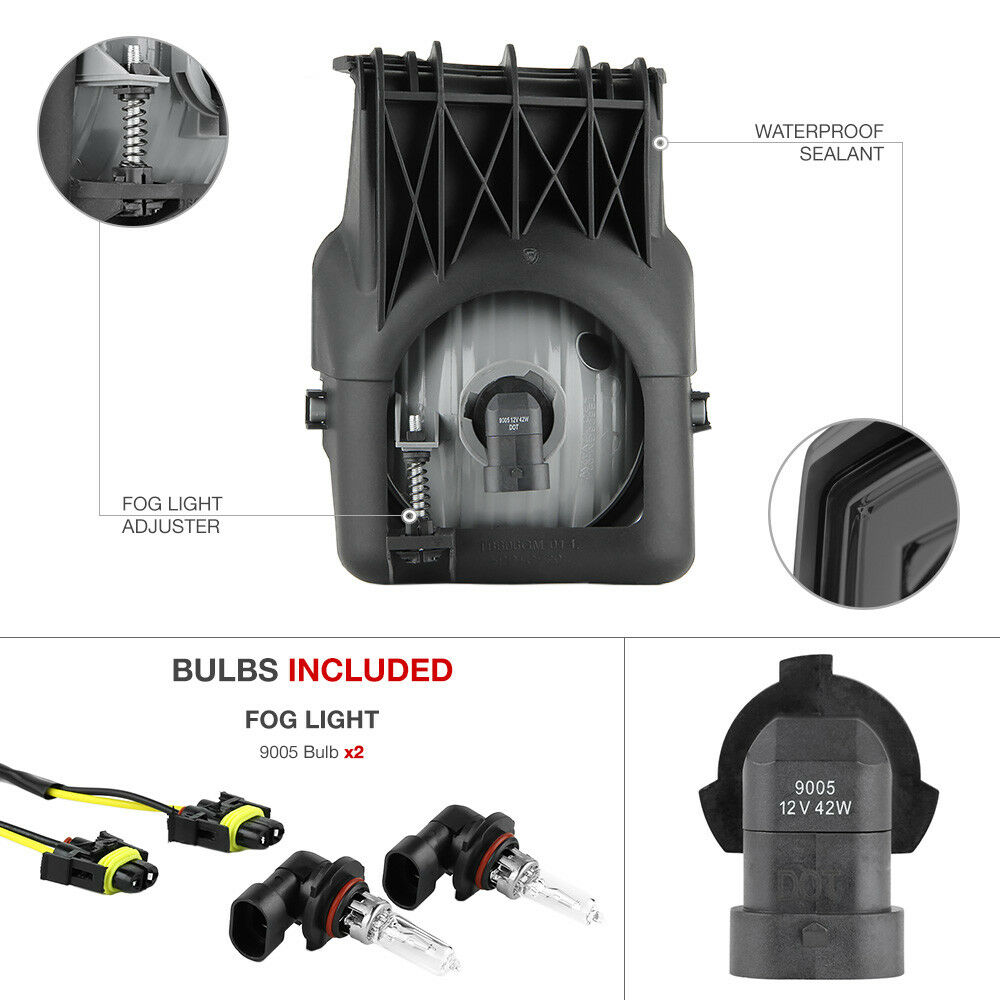 WATERPROOF
SEALANT
9005 12V 42W
DOT
FOG LIGHT
ADJUSTER
BULBS INCLUDED
FOG LIGHT
9005 Bulb x2
9005
12V 42W
DOT